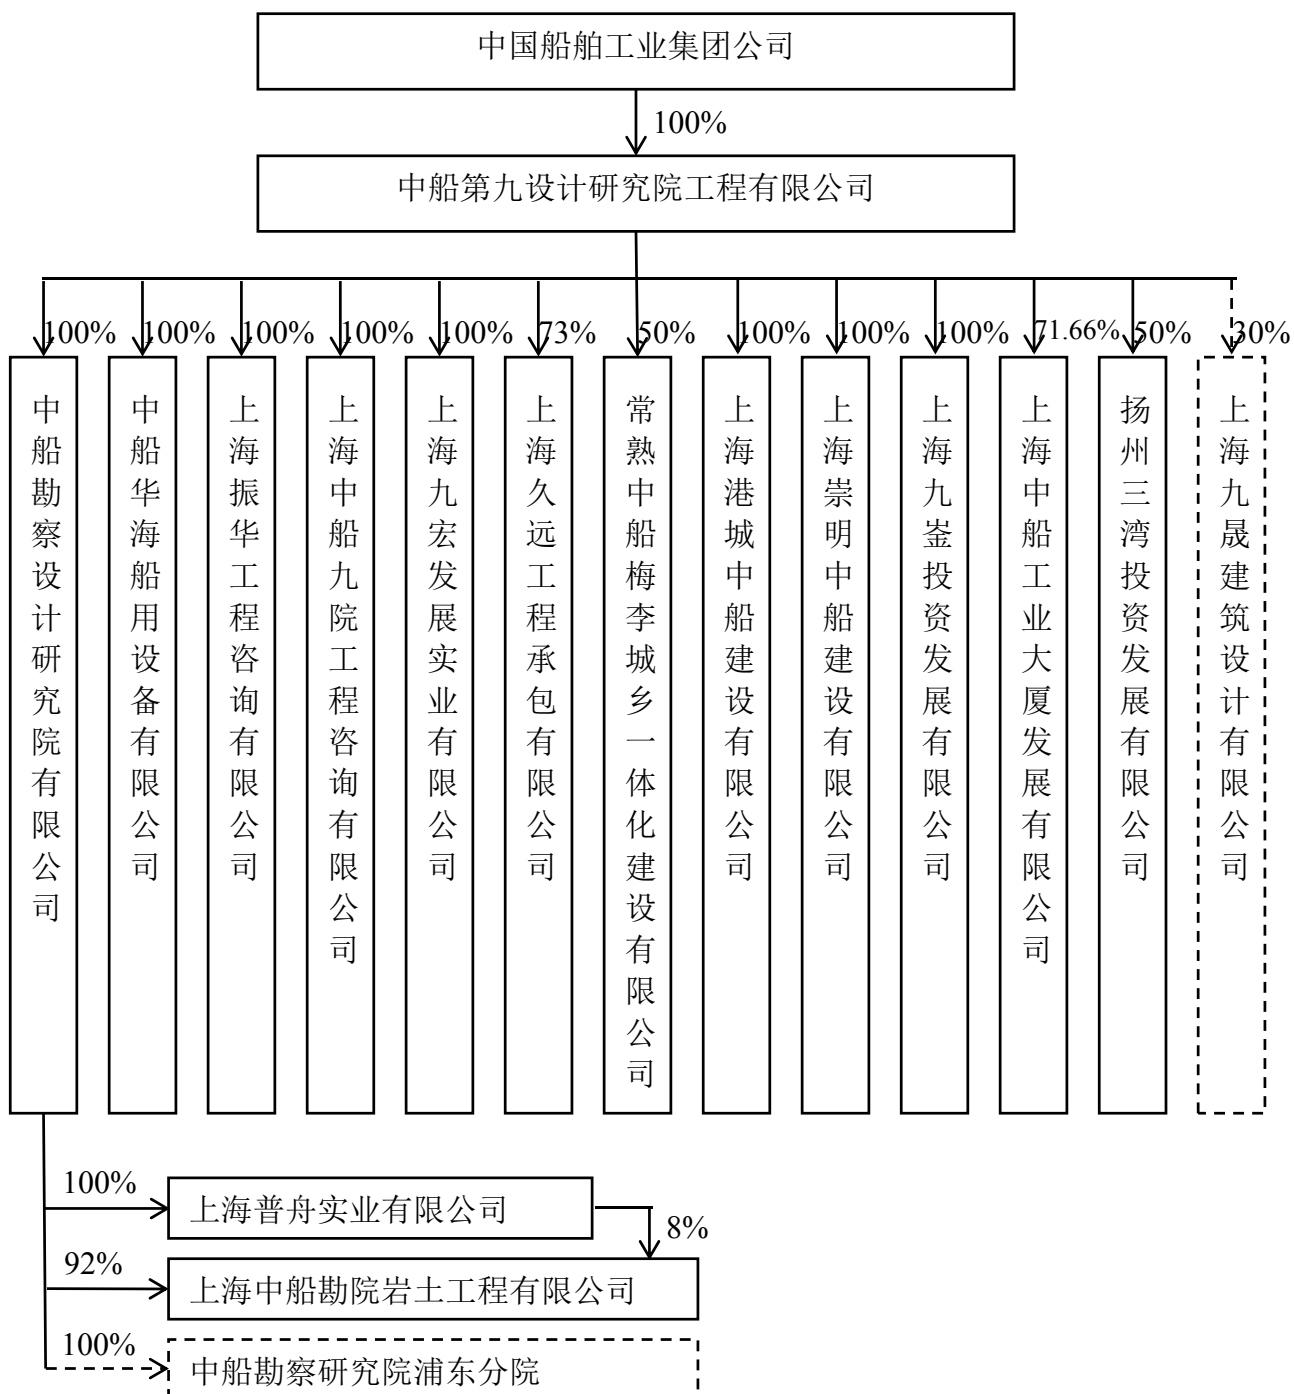 中国船舶工业集团公司
100%
中船第九设计研究院工程有限公司
100%
100%
100%
100%
100%
73%
50%
100%
100%
100%
71.66%
50%
30%
中船勘察设计研究院有限公司
中船华海船用设备有限公司
上海振华工程咨询有限公司
上海中船九院工程咨询有限公司
上海九宏发展实业有限公司
上海久远工程承包有限公司
常熟中船梅李城乡一体化建设有限公司
上海港城中船建设有限公司
上海崇明中船建设有限公司
上海九崟投资发展有限公司
上海中船工业大厦发展有限公司
扬州三湾投资发展有限公司
上海九晟建筑设计有限公司
100%
上海普舟实业有限公司
8%
92%
上海中船勘院岩土工程有限公司
100%
中船勘察研究院浦东分院